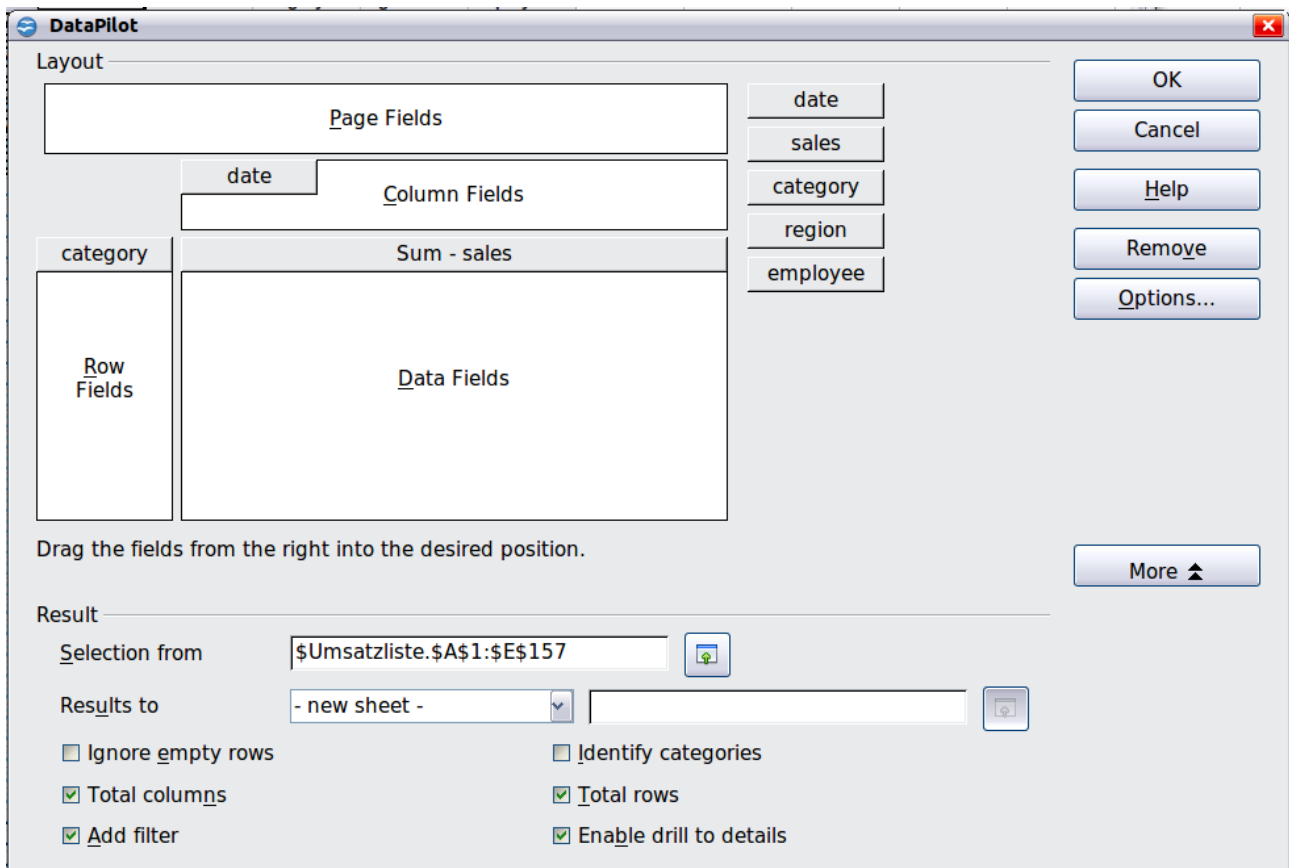 DataPilot
Layout
Page Fields
date
Column Fields
category
Sum - sales
Row
Fields
Data Fields
date
sales
category
region
employee
OK
Cancel
Help
Remove
Options...
Drag the fields from the right into the desired position.
More
Result
Selection from
$Umsatzliste.$A$1:$E$157
Results to
- new sheet -
Ignore empty rows
Identify categories
Total columns
Total rows
Add filter
Enable drill to details